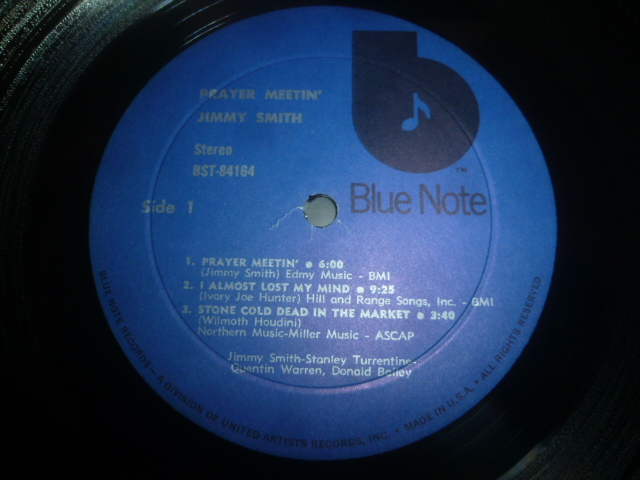 PRAYER MEETIN'
JIMMY SMITH
Stereo
BST-84164
Side 1
b
TM
Blue Note
1. PRAYER MEETIN' • 6:00
(Jimmy Smith) Edmy Music - BMI
2. I ALMOST LOST MY MIND • 9:25
(Ivory Joe Hunter) Hill and Range Songs, Inc. - BMI
3. STONE COLD DEAD IN THE MARKET • 3:40
(Wilmoth Houdini)
Northern Music-Miller Music - ASCAP
Jimmy Smith-Stanley Turrentine-
Quentin Warren, Donald Bailey
BLUE NOTE RECORDS — A DIVISION OF UNITED ARTISTS RECORDS, INC. • MADE IN U.S.A. • ALL RIGHTS RESERVED